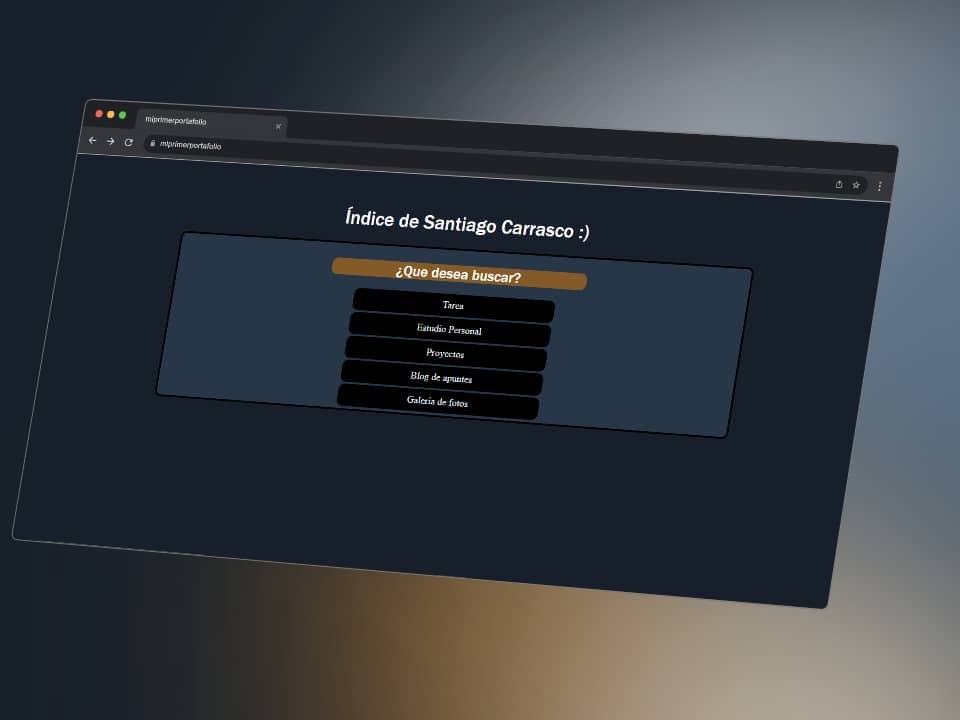 miprimerportafolio
miprimerportafolio
Índice de Santiago Carrasco :)
¿Que desea buscar?
Tarea
Estudio Personal
Proyectos
Blog de apuntes
Galeria de fotos